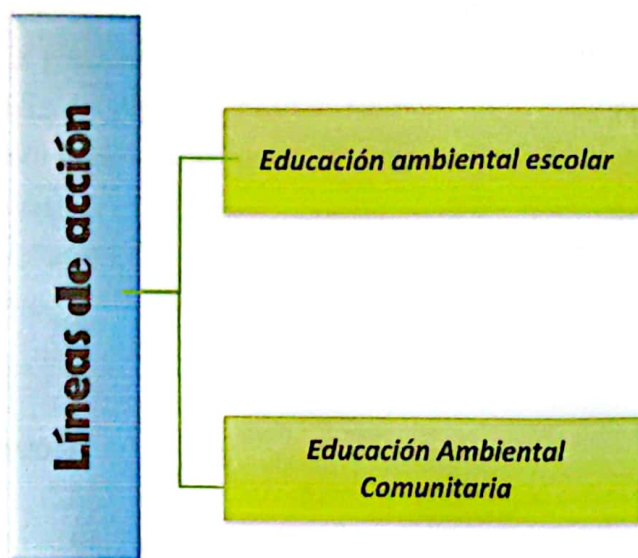 Líneas de acción
Educación ambiental escolar
Educación Ambiental
Comunitaria